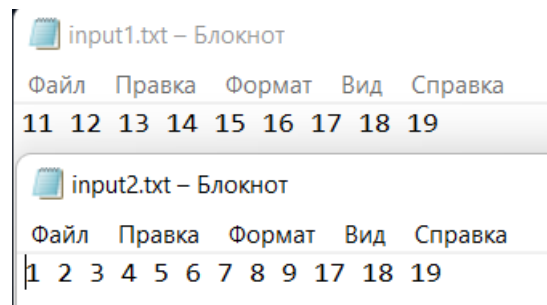 input1.txt – Блокнот
Файл Правка Формат Вид Справка
11 12 13 14 15 16 17 18 19
input2.txt – Блокнот
Файл Правка Формат Вид Справка
1 2 3 4 5 6 7 8 9 17 18 19